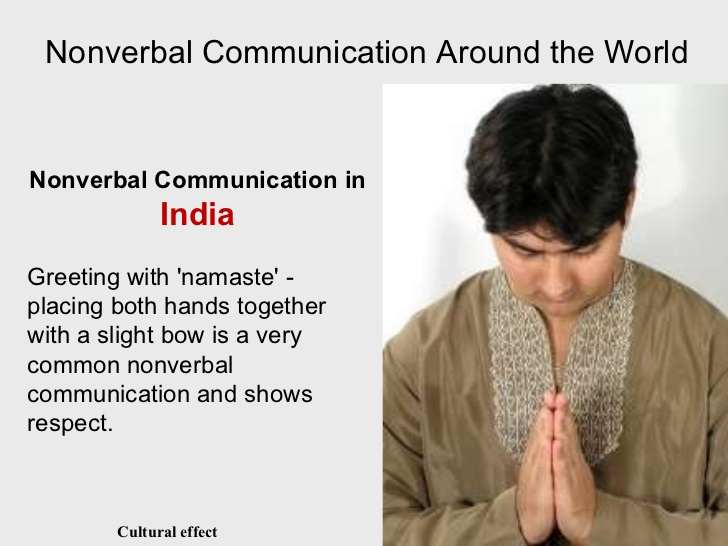 Nonverbal Communication Around the World
Nonverbal Communication in
India
Greeting with 'namaste' -
placing both hands together
with a slight bow is a very
common nonverbal
communication and shows
respect.
Cultural effect